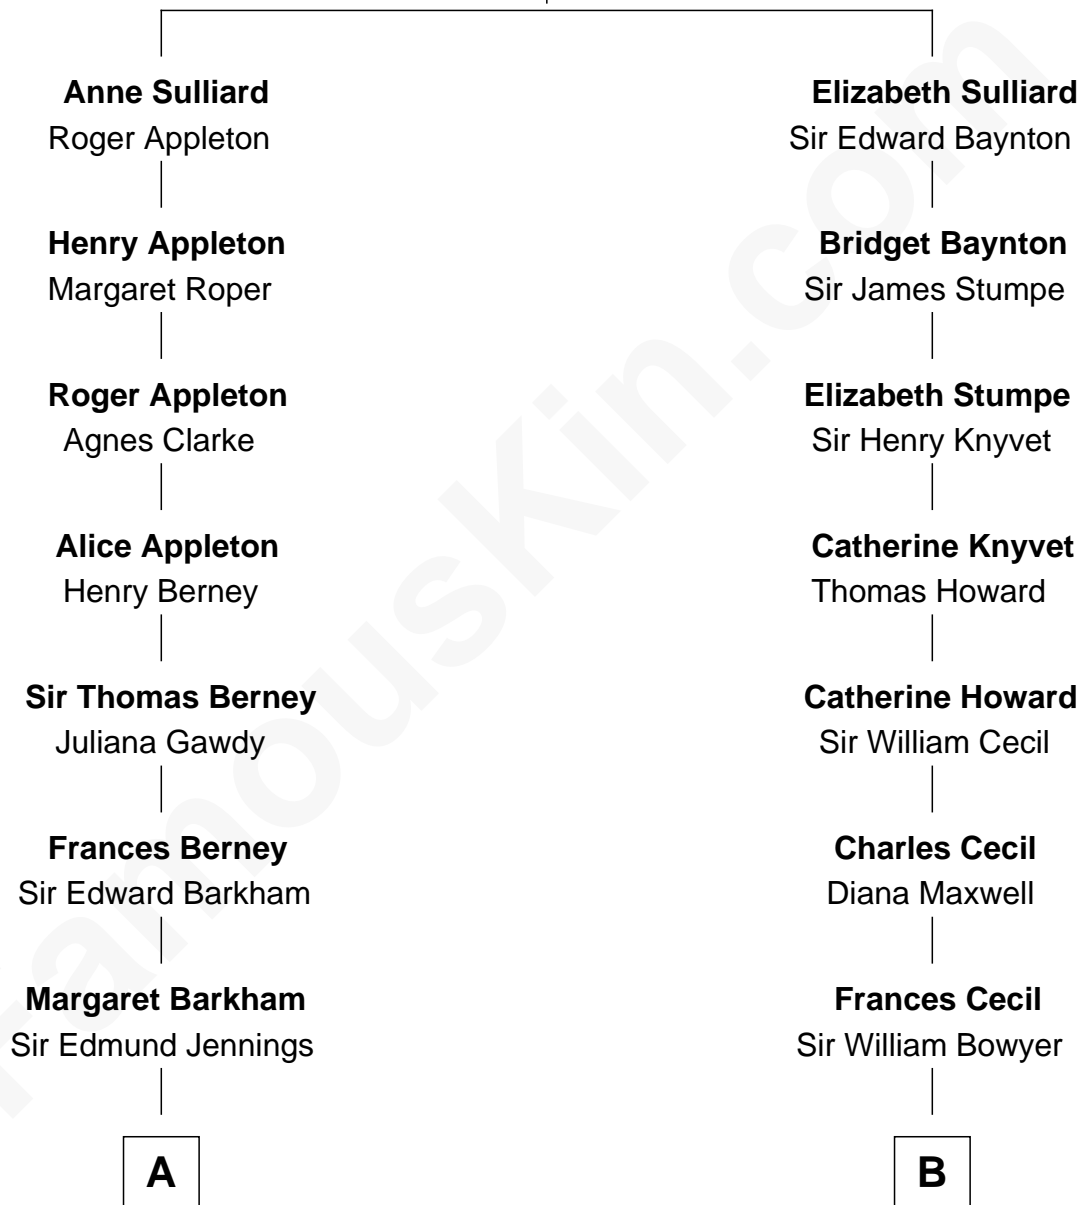 Anne Sulliard
Roger Appleton
Henry Appleton
Margaret Roper
Roger Appleton
Agnes Clarke
Alice Appleton
Henry Berney
Sir Thomas Berney
Juliana Gawdy
Frances Berney
Sir Edward Barkham
Margaret Barkham
Sir Edmund Jennings
A
Elizabeth Sulliard
Sir Edward Baynton
Bridget Baynton
Sir James Stumpe
Elizabeth Stumpe
Sir Henry Knyvet
Catherine Knyvet
Thomas Howard
Catherine Howard
Sir William Cecil
Charles Cecil
Diana Maxwell
Frances Cecil
Sir William Bowyer
B
FamousKin.com